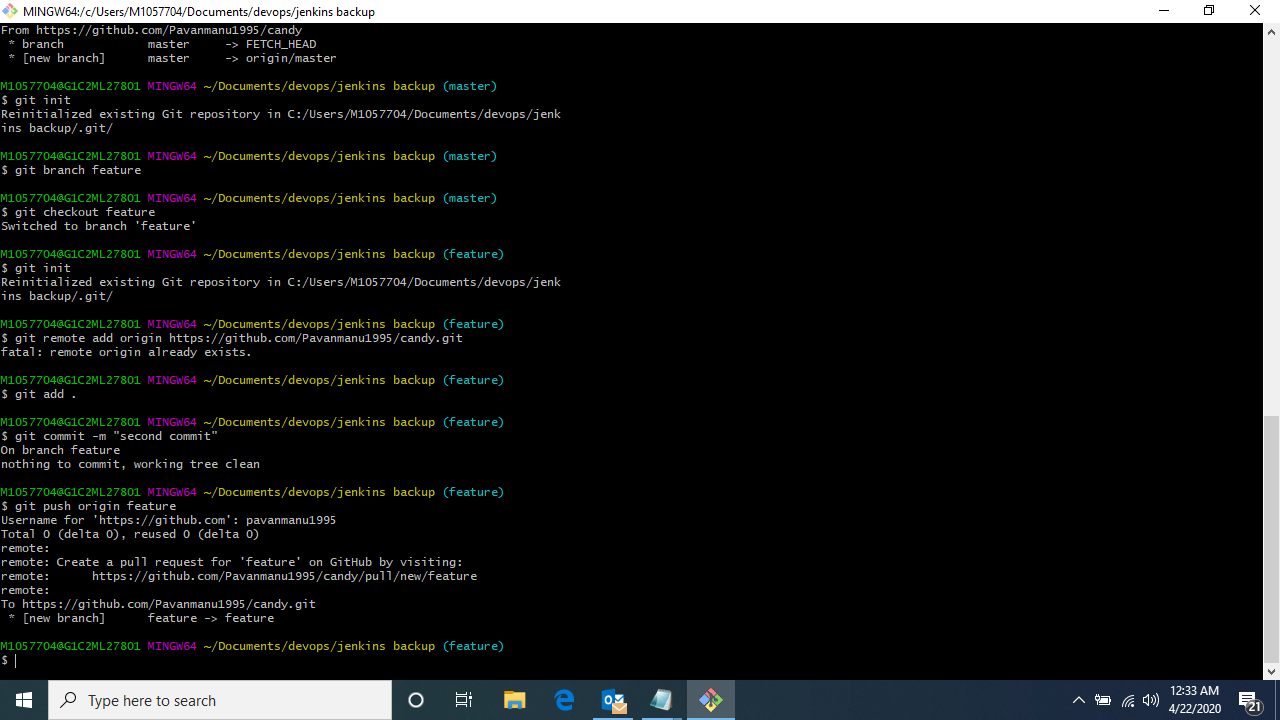 MINGW64:/c/Users/M1057704/Documents/devops/jenkins backup
From https://github.com/Pavanmanu1995/candy
 * branch            master     -> FETCH_HEAD
 * [new branch]      master     -> origin/master
M1057704@G1C2ML27801 MINGW64 ~/Documents/devops/jenkins backup (master)
$ git init
Reinitialized existing Git repository in C:/Users/M1057704/Documents/devops/jenk
ins backup/.git/
M1057704@G1C2ML27801 MINGW64 ~/Documents/devops/jenkins backup (master)
$ git branch feature
M1057704@G1C2ML27801 MINGW64 ~/Documents/devops/jenkins backup (master)
$ git checkout feature
Switched to branch 'feature'
M1057704@G1C2ML27801 MINGW64 ~/Documents/devops/jenkins backup (feature)
$ git init
Reinitialized existing Git repository in C:/Users/M1057704/Documents/devops/jenk
ins backup/.git/
M1057704@G1C2ML27801 MINGW64 ~/Documents/devops/jenkins backup (feature)
$ git remote add origin https://github.com/Pavanmanu1995/candy.git
fatal: remote origin already exists.
M1057704@G1C2ML27801 MINGW64 ~/Documents/devops/jenkins backup (feature)
$ git add .
M1057704@G1C2ML27801 MINGW64 ~/Documents/devops/jenkins backup (feature)
$ git commit -m "second commit"
On branch feature
nothing to commit, working tree clean
M1057704@G1C2ML27801 MINGW64 ~/Documents/devops/jenkins backup (feature)
$ git push origin feature
Username for 'https://github.com': pavanmanu1995
Total 0 (delta 0), reused 0 (delta 0)
remote:
remote: Create a pull request for 'feature' on GitHub by visiting:
remote:      https://github.com/Pavanmanu1995/candy/pull/new/feature
remote:
To https://github.com/Pavanmanu1995/candy.git
 * [new branch]      feature -> feature
M1057704@G1C2ML27801 MINGW64 ~/Documents/devops/jenkins backup (feature)
$
Type here to search
12:33 AM
4/22/2020
21